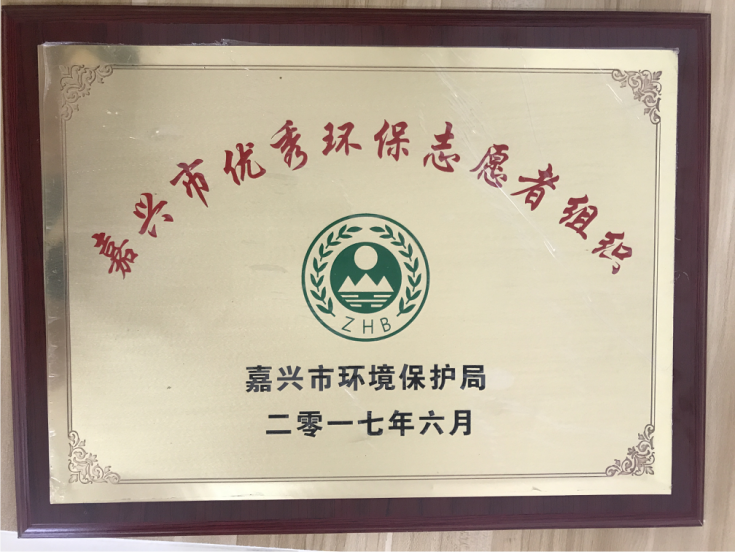 嘉兴市优秀环保志愿者组织
ZHB
嘉兴市环境保护局
二零一七年六月